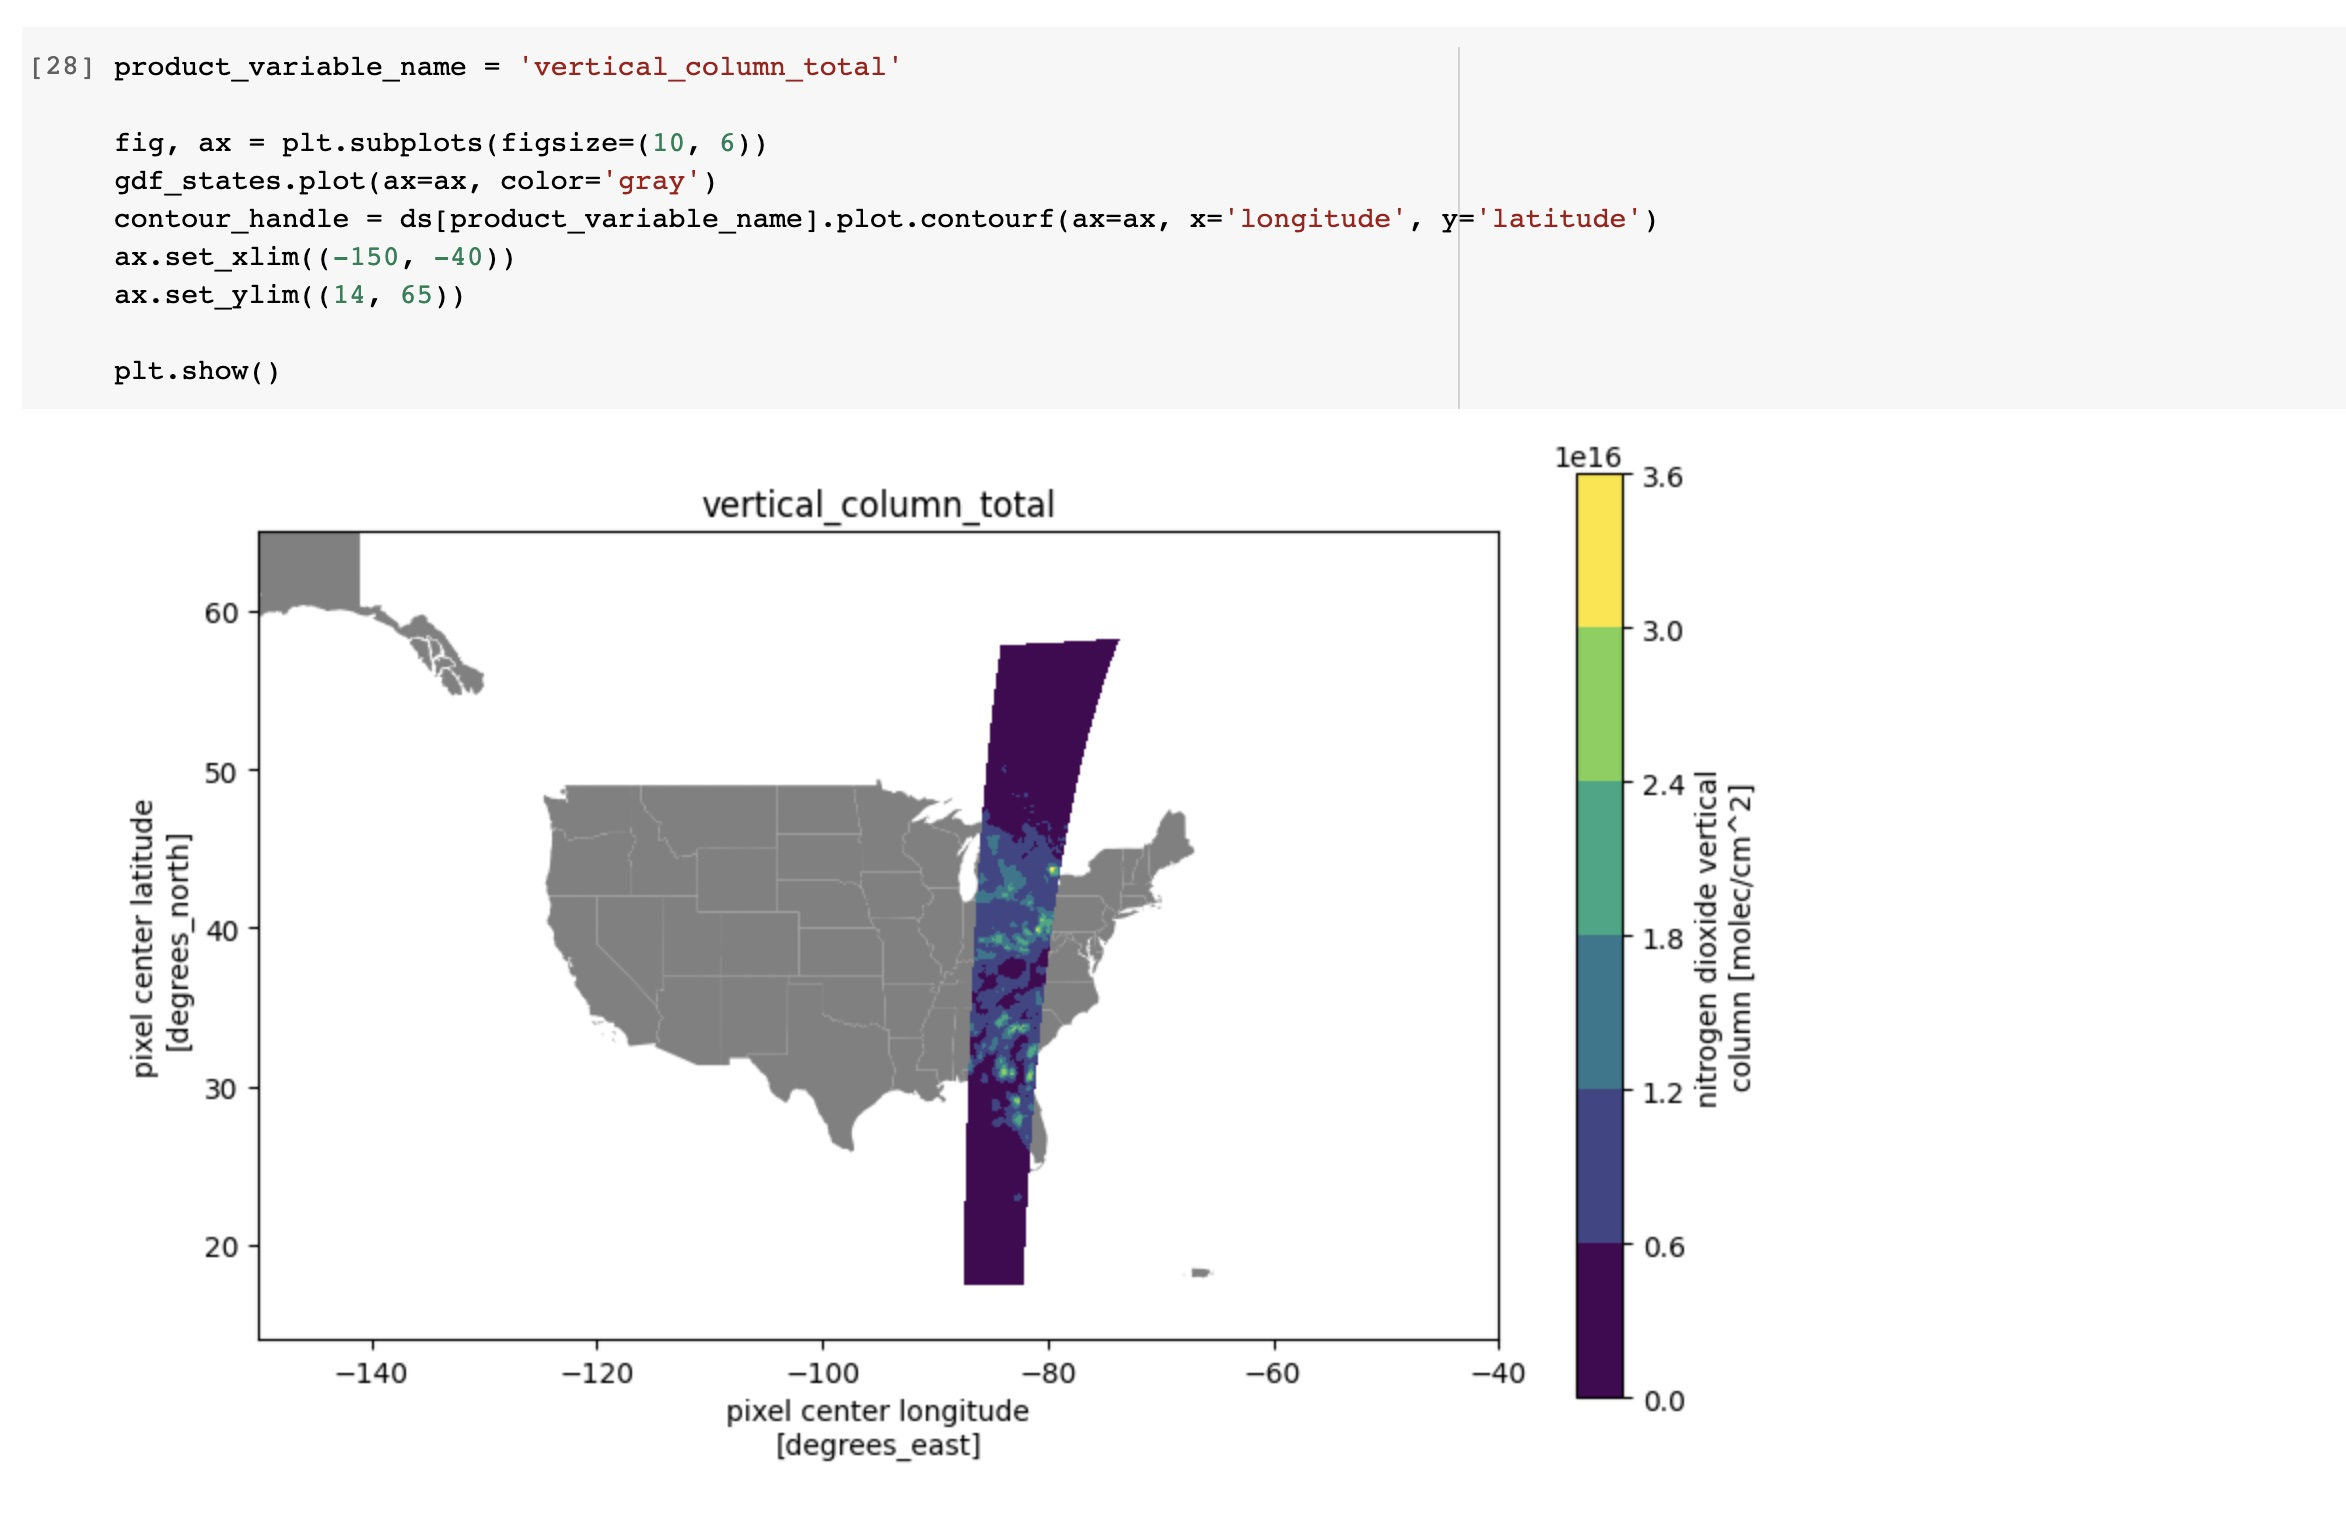 [28] product_variable_name = 'vertical_column_total'
fig, ax = plt.subplots(figsize=(10, 6))
gdf_states.plot(ax=ax, color='gray')
contour_handle = ds[product_variable_name].plot.contourf(ax=ax, x='longitude', y='latitude')
ax.set_xlim((-150, -40))
ax.set_ylim((14, 65))
plt.show()
vertical_column_total
60
50
40
30
20
pixel center latitude
[degrees_north]
−140
−120
−100
−80
−60
−40
pixel center longitude
[degrees_east]
1e16
3.6
3.0
2.4
1.8
1.2
0.6
0.0
nitrogen dioxide vertical
column [molec/cm^2]